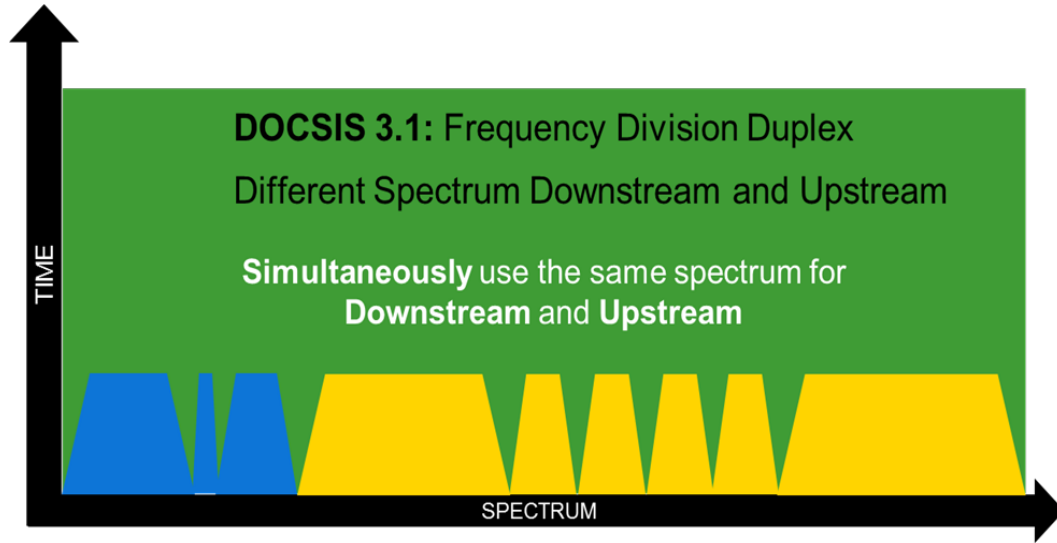 DOCSIS 3.1: Frequency Division Duplex
Different Spectrum Downstream and Upstream
Simultaneously use the same spectrum for
Downstream and Upstream
TIME
SPECTRUM